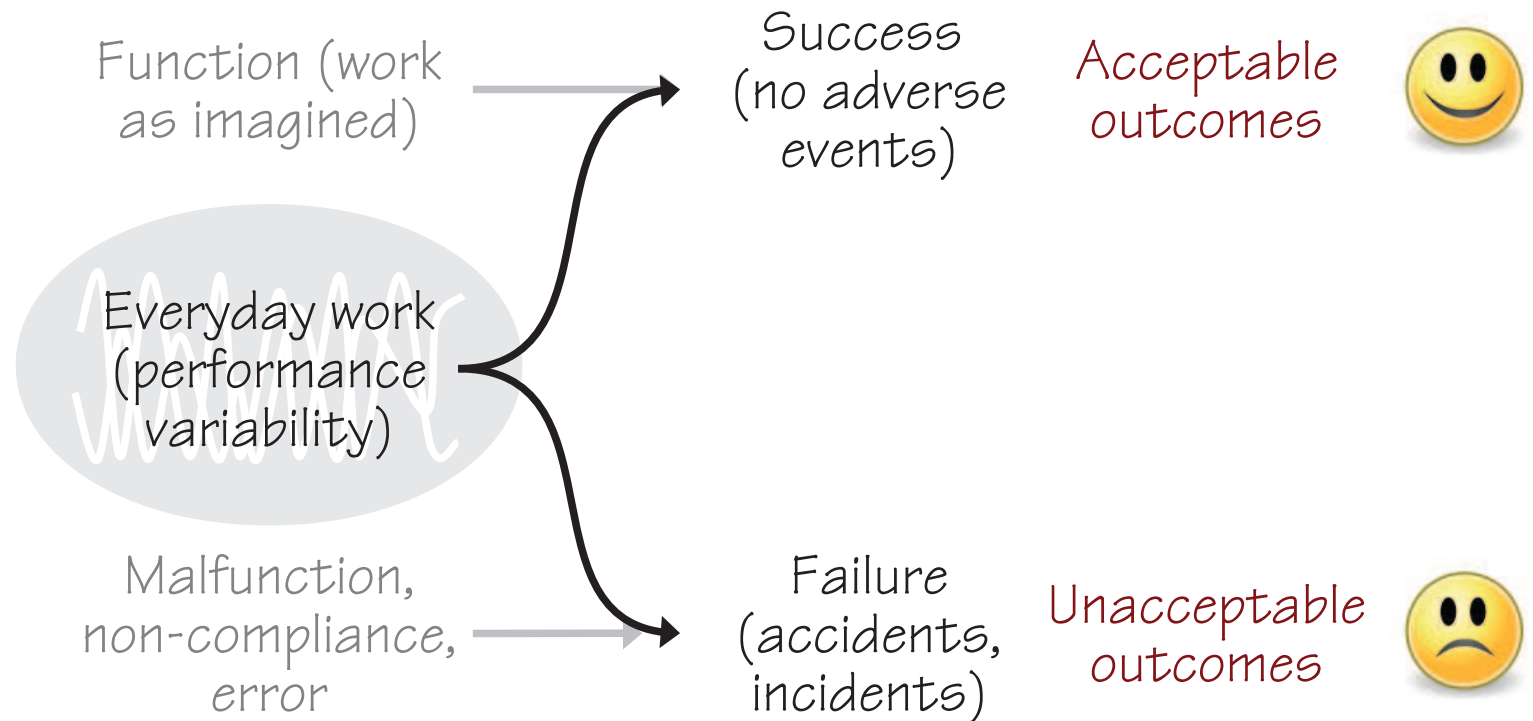 Function (work
as imagined)
Success
(no adverse
events)
Acceptable
outcomes
Everyday work
(performance
variability)
Malfunction,
non-compliance,
error
Failure
(accidents,
incidents)
Unacceptable
outcomes